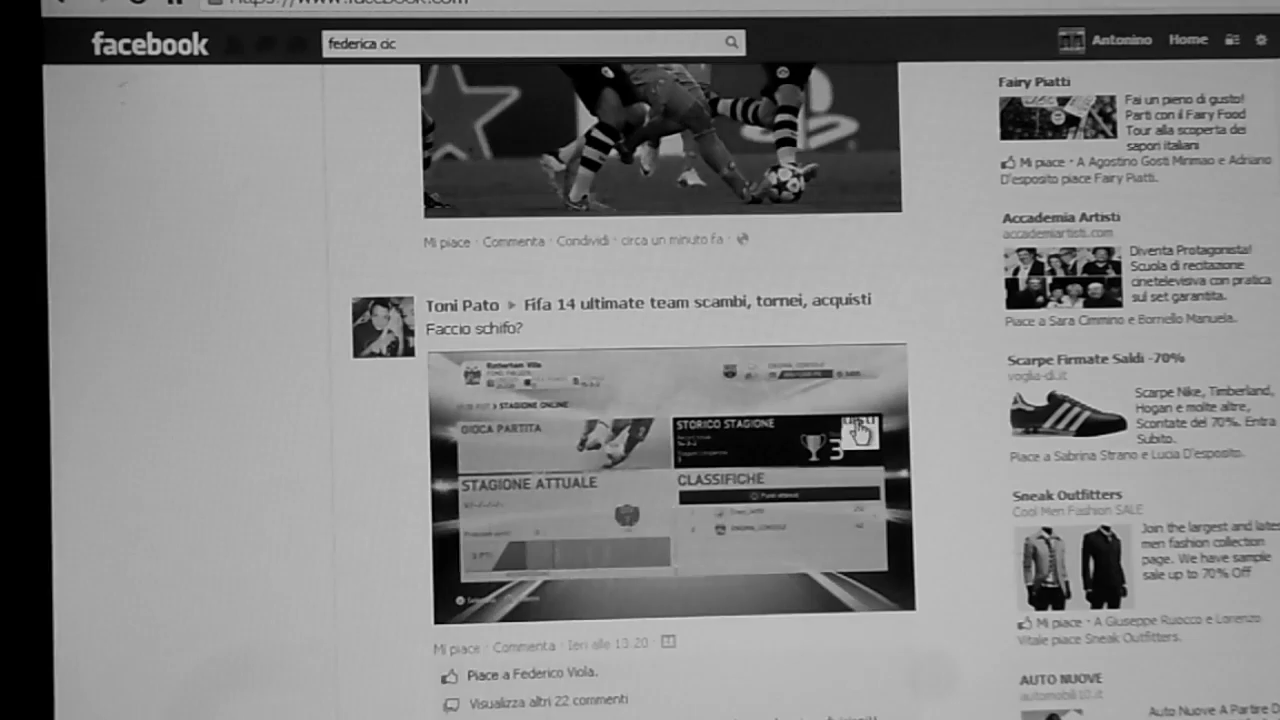 facebook
federica cic
Antonino Home
Mi piace · Commenta · Condividi · circa un minuto fa ·
Toni Pato ▸ Fifa 14 ultimate team scambi, tornei, acquisti
Faccio schifo?
STAGIONE ONLINE
GIOCA PARTITA
STORICO STAGIONE
3
STAGIONE ATTUALE
CLASSIFICHE
Mi piace · Commenta · Ieri alle 13.20 ·
Piace a Federico Viola.
Visualizza altri 22 commenti
Fairy Piatti
Fai un pieno di gusto!
Parti con il Fairy Food
Tour alla scoperta dei
sapori italiani
Mi piace · A Agostino Gosti Minimao e Adriano
D'esposito piace Fairy Piatti.
Accademia Artisti
accademiartisti.com
Diventa Protagonista!
Scuola di recitazione
cinetelevisiva con pratica
sul set garantita.
Piace a Sara Cimmino e Borriello Manuela.
Scarpe Firmate Saldi -70%
voglia-di.it
Scarpe Nike, Timberland,
Hogan e molte altre,
Scontate del 70%. Entra
Subito.
Piace a Sabrina Strano e Lucia D'esposito.
Sneak Outfitters
Cool Men Fashion SALE
Join the largest and lates
men fashion collection
page. We have sample
sale up to 70% Off
Mi piace · A Giuseppe Ruocco e Lorenzo
Vitale piace Sneak Outfitters.
AUTO NUOVE
automobili10.it
Auto Nuove A Partire D